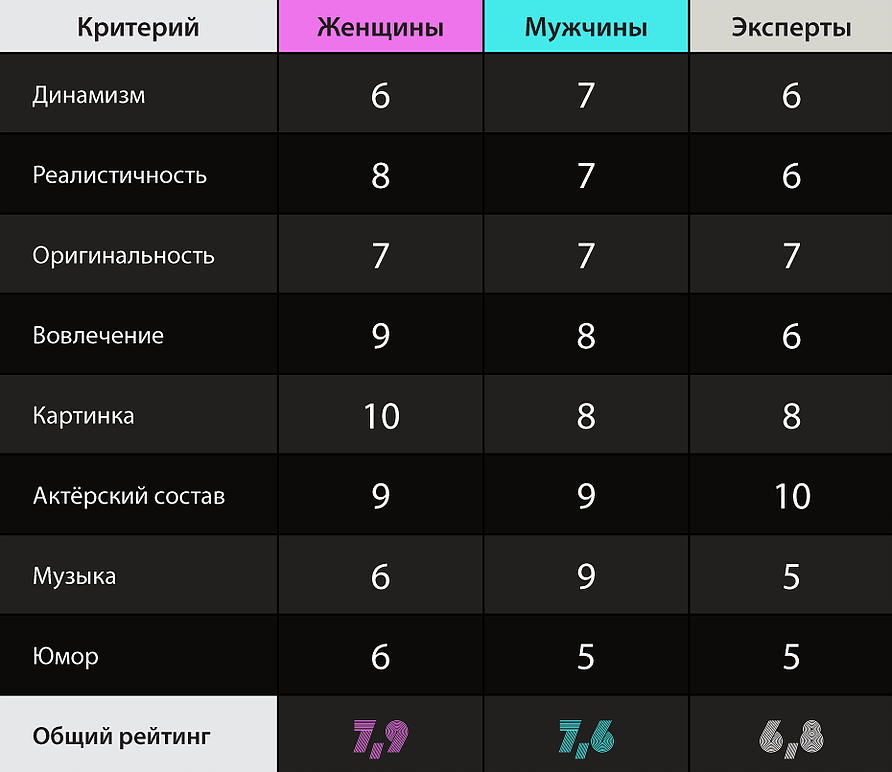 Критерий Женщины Мужчины Эксперты
Динамизм 6 7 6
Реалистичность 8 7 6
Оригинальность 7 7 7
Вовлечение 9 8 6
Картинка 10 8 8
Актёрский состав 9 9 10
Музыка 6 9 5
Юмор 6 5 5
Общий рейтинг 7,9 7,6 6,8